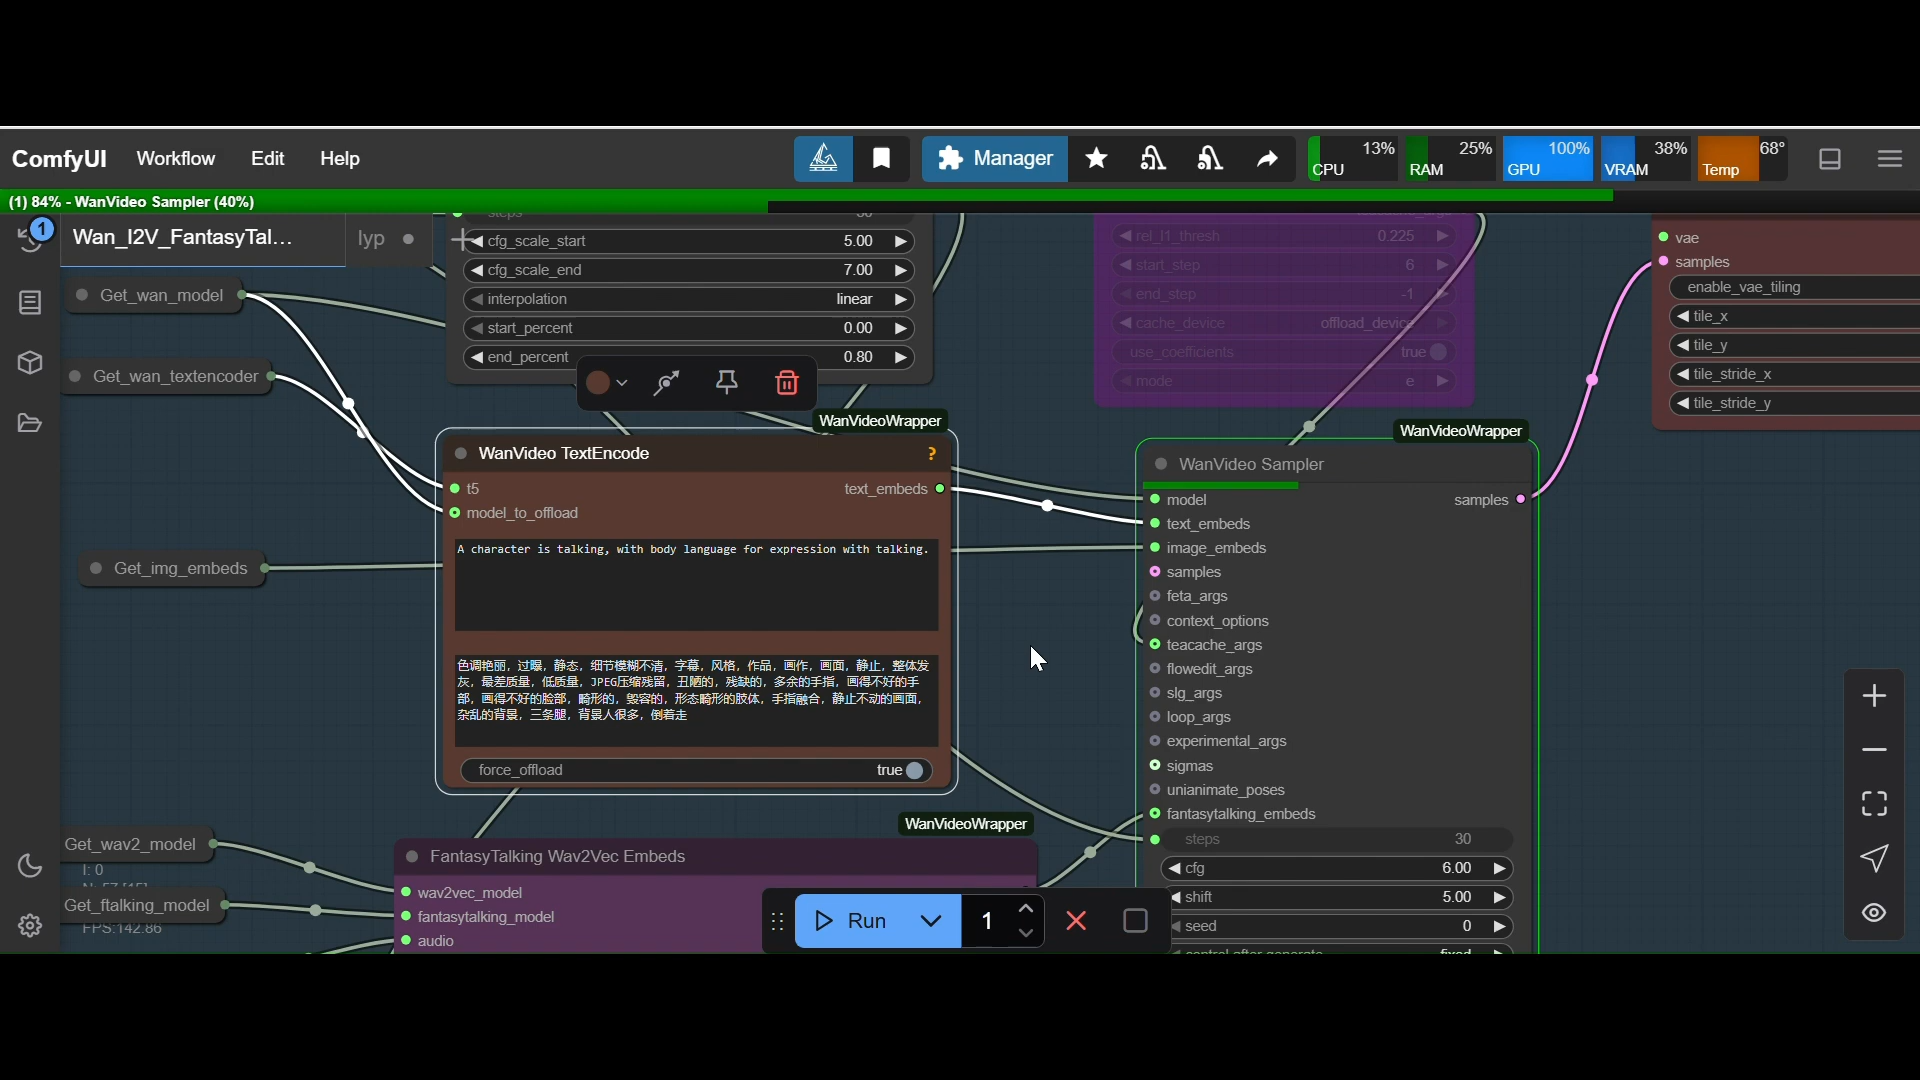 ComfyUI Workflow Edit Help Manager CPU 13% RAM 25% GPU 100% VRAM 38% Temp 68°
(1) 84% - WanVideo Sampler (40%)
1
Wan_I2V_FantasyTal... lyp
steps 30
cfg_scale_start 5.00
cfg_scale_end 7.00
interpolation linear
start_percent 0.00
end_percent 0.80
Get_wan_model
Get_wan_textencoder
Get_img_embeds
rel_l1_thresh 0.225
start_step 6
end_step -1
cache_device offload_device
use_coefficients true
mode e
vae
samples
enable_vae_tiling
tile_x
tile_y
tile_stride_x
tile_stride_y
WanVideoWrapper
WanVideo TextEncode ?
t5 text_embeds
model_to_offload
A character is talking, with body language for expression with talking.
色调艳丽, 过曝, 静态, 细节模糊不清, 字幕, 风格, 作品, 画作, 画面, 静止, 整体发
灰, 最差质量, 低质量, JPEG压缩残留, 丑陋的, 残缺的, 多余的手指, 画得不好的手
部, 画得不好的脸部, 畸形的, 毁容的, 形态畸形的肢体, 手指融合, 静止不动的画面,
杂乱的背景, 三条腿, 背景人很多, 倒着走
force_offload true
WanVideoWrapper
WanVideo Sampler
model samples
text_embeds
image_embeds
samples
feta_args
context_options
teacache_args
flowedit_args
slg_args
loop_args
experimental_args
sigmas
unianimate_poses
fantasytalking_embeds
steps 30
cfg 6.00
shift 5.00
seed 0
control after generate fixed
Get_wav2_model
I: 0
Get_ftalking_model
FPS:142.86
WanVideoWrapper
FantasyTalking Wav2Vec Embeds
wav2vec_model
fantasytalking_model
audio
Run 1